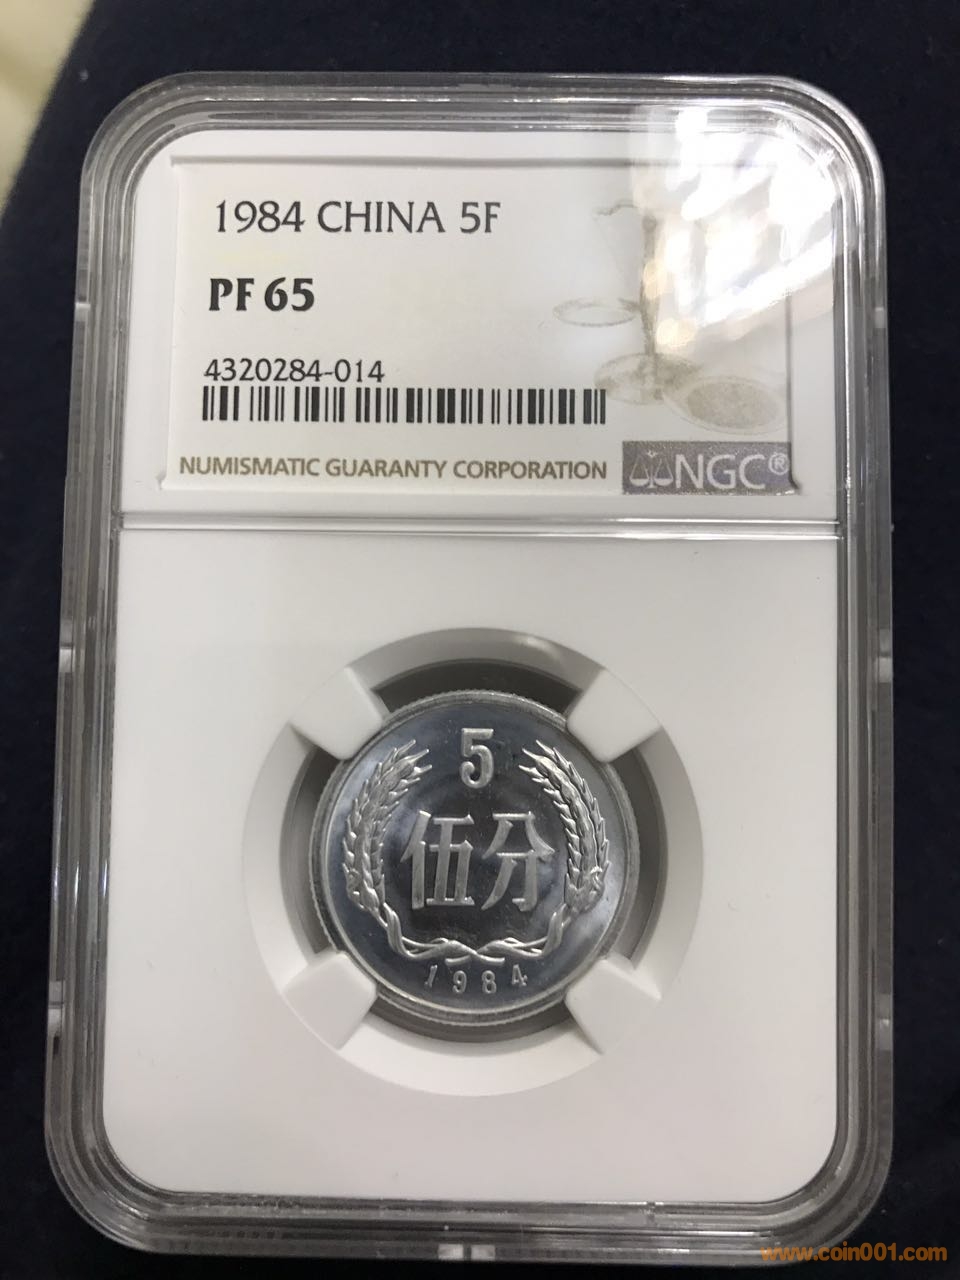 1984 CHINA 5F
PF 65
4320284-014
NUMISMATIC GUARANTY CORPORATION
NGC®
5
伍分
1984
www.coin001.com